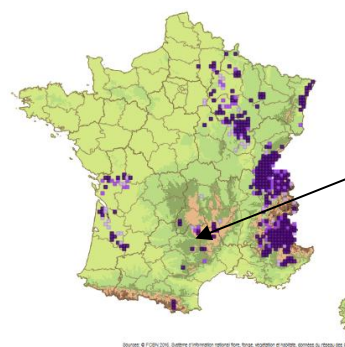 Sources: © FCBN 2016, Système d'information national flore, fonge, végétation et habitats, données du réseau des